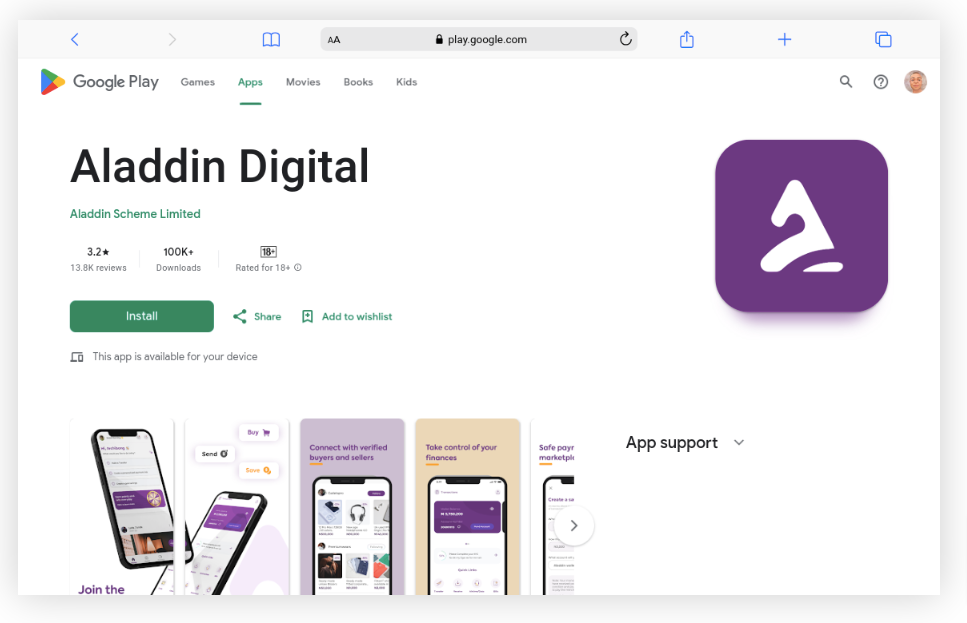 AA
play.google.com
Google Play
Games
Apps
Movies
Books
Kids
Aladdin Digital
Aladdin Scheme Limited
3.2★
13.8K reviews
100K+
Downloads
18+
Rated for 18+
Install
Share
Add to wishlist
This app is available for your device
Join the
Buy
Send
Save
Connect with verified
buyers and sellers
Take control of your
finances
Safe pay
marketpl
App support